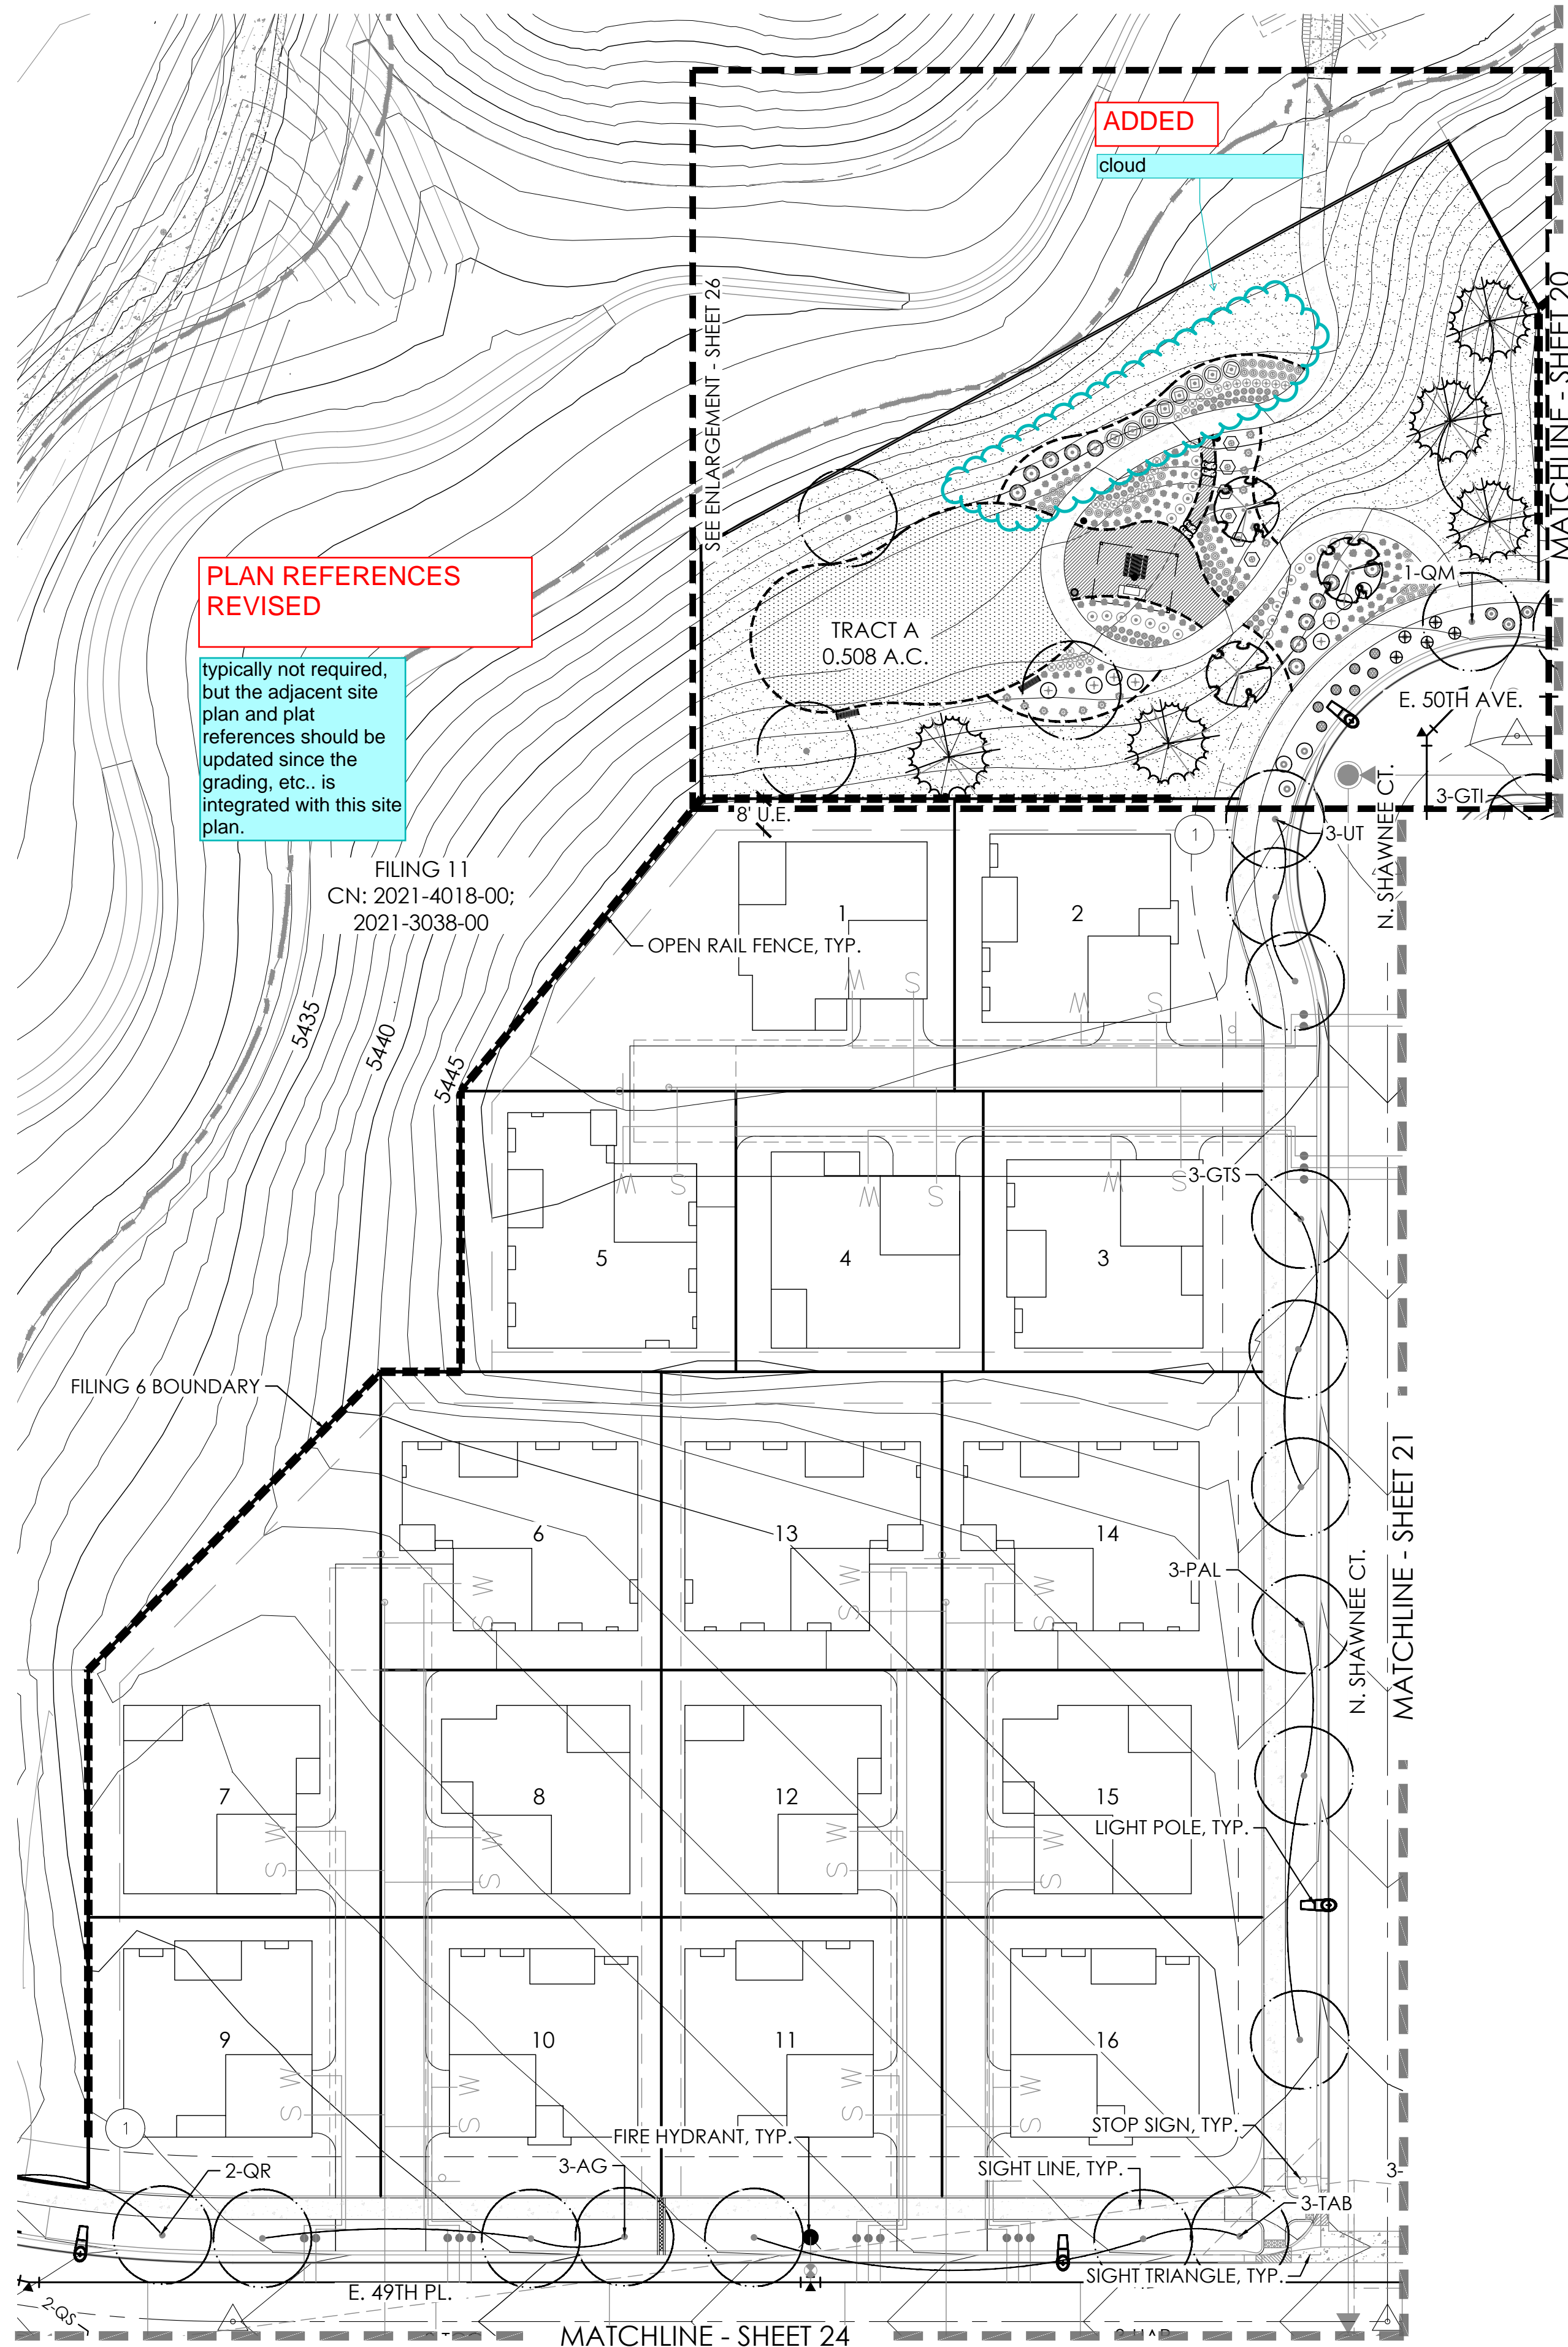 ADDED
cloud
SEE ENLARGEMENT - SHEET 26
MATCHLINE - SHEET 20
PLAN REFERENCES
REVISED
typically not required,
but the adjacent site
plan and plat
references should be
updated since the
grading, etc.. is
integrated with this site
plan.
1-QM
TRACT A
0.508 A.C.
E. 50TH AVE.
3-GTI
8' U.E.
1
3-UT
N. SHAWNEE CT.
FILING 11
CN: 2021-4018-00;
2021-3038-00
1
2
OPEN RAIL FENCE, TYP.
W
S
W
S
5435
5440
5445
W
S
W
S
W
S
3-GTS
5
4
3
FILING 6 BOUNDARY
MATCHLINE - SHEET 21
6
13
14
3-PAL
N. SHAWNEE CT.
W
S
W
S
W
S
7
8
12
15
LIGHT POLE, TYP.
W
S
W
S
W
S
W
S
9
10
11
16
W
S
W
S
W
S
W
S
1
STOP SIGN, TYP.
FIRE HYDRANT, TYP.
2-QR
3-AG
SIGHT LINE, TYP.
3-
3-TAB
SIGHT TRIANGLE, TYP.
E. 49TH PL.
2-QS
MATCHLINE - SHEET 24